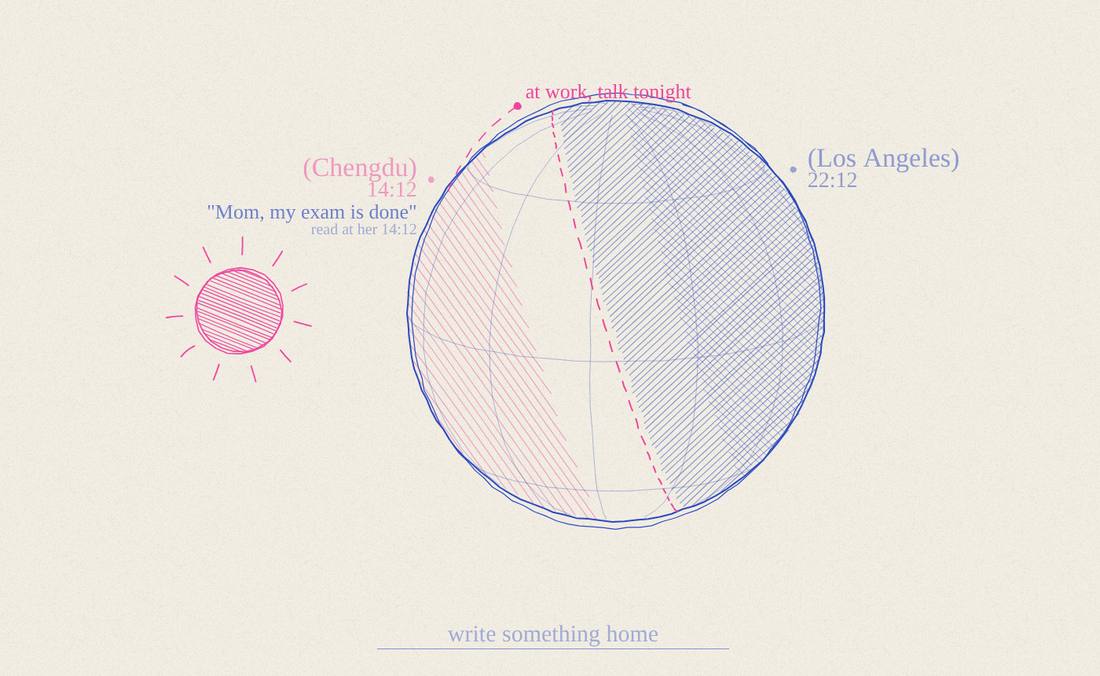 at work, talk tonight
(Chengdu)
14:12
"Mom, my exam is done"
read at her 14:12
(Los Angeles)
22:12
write something home